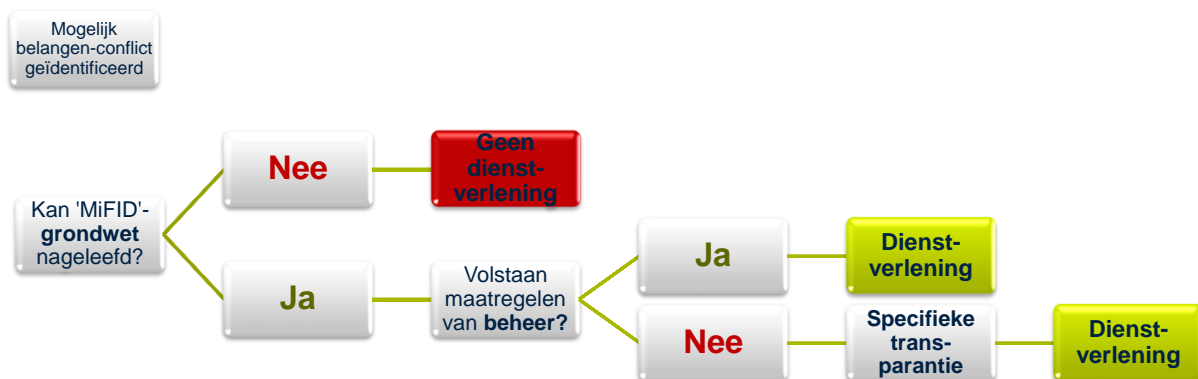 Mogelijk
belangen-conflict
geïdentificeerd
Nee
Geen
dienst-
verlening
Kan 'MiFID'-
grondwet
nageleefd?
Ja
Volstaan
maatregelen
van beheer?
Ja
Dienst-
verlening
Nee
Specifieke
trans-
parantie
Dienst-
verlening